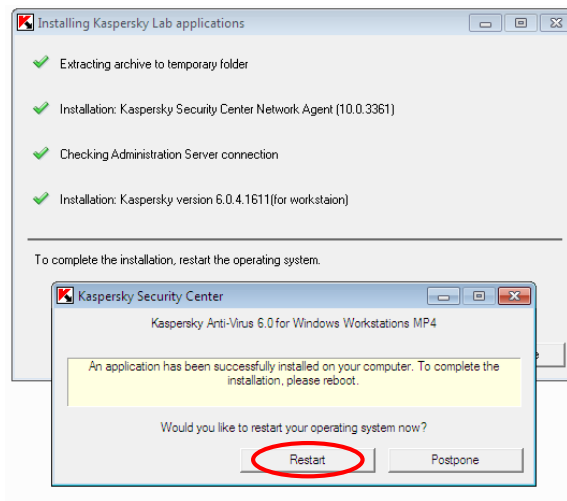 Installing Kaspersky Lab applications
Extracting archive to temporary folder
Installation: Kaspersky Security Center Network Agent (10.0.3361)
Checking Administration Server connection
Installation: Kaspersky version 6.0.4.1611(for workstaion)
To complete the installation, restart the operating system.
Kaspersky Security Center
Kaspersky Anti-Virus 6.0 for Windows Workstations MP4
An application has been successfully installed on your computer. To complete the
installation, please reboot.
Would you like to restart your operating system now?
Restart
Postpone